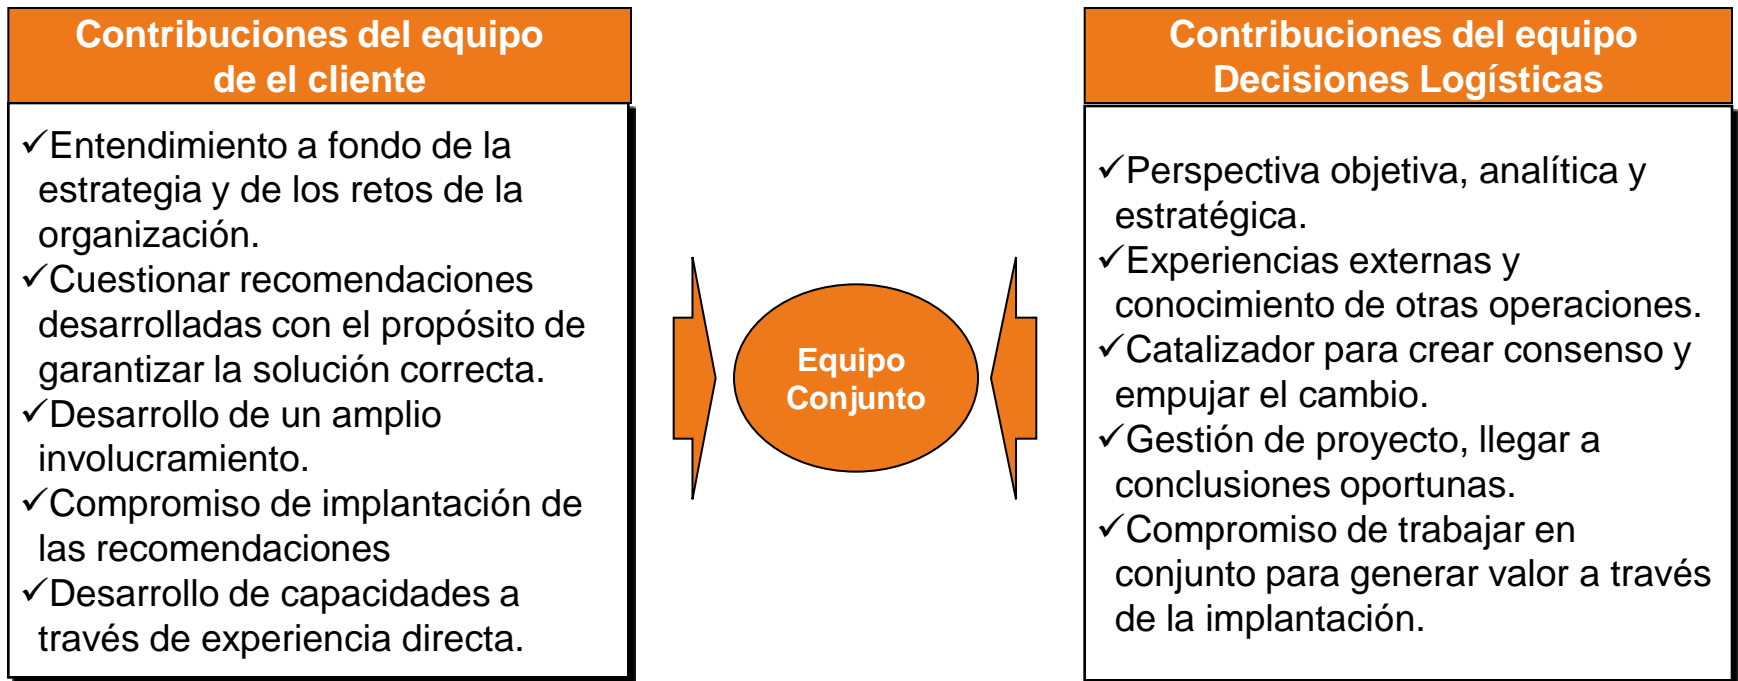 Contribuciones del equipo
de el cliente
✓Entendimiento a fondo de la
estrategia y de los retos de la
organización.
✓Cuestionar recomendaciones
desarrolladas con el propósito de
garantizar la solución correcta.
✓Desarrollo de un amplio
involucramiento.
✓Compromiso de implantación de
las recomendaciones
✓Desarrollo de capacidades a
través de experiencia directa.
Equipo
Conjunto
Contribuciones del equipo
Decisiones Logísticas
✓Perspectiva objetiva, analítica y
estratégica.
✓Experiencias externas y
conocimiento de otras operaciones.
✓Catalizador para crear consenso y
empujar el cambio.
✓Gestión de proyecto, llegar a
conclusiones oportunas.
✓Compromiso de trabajar en
conjunto para generar valor a través
de la implantación.